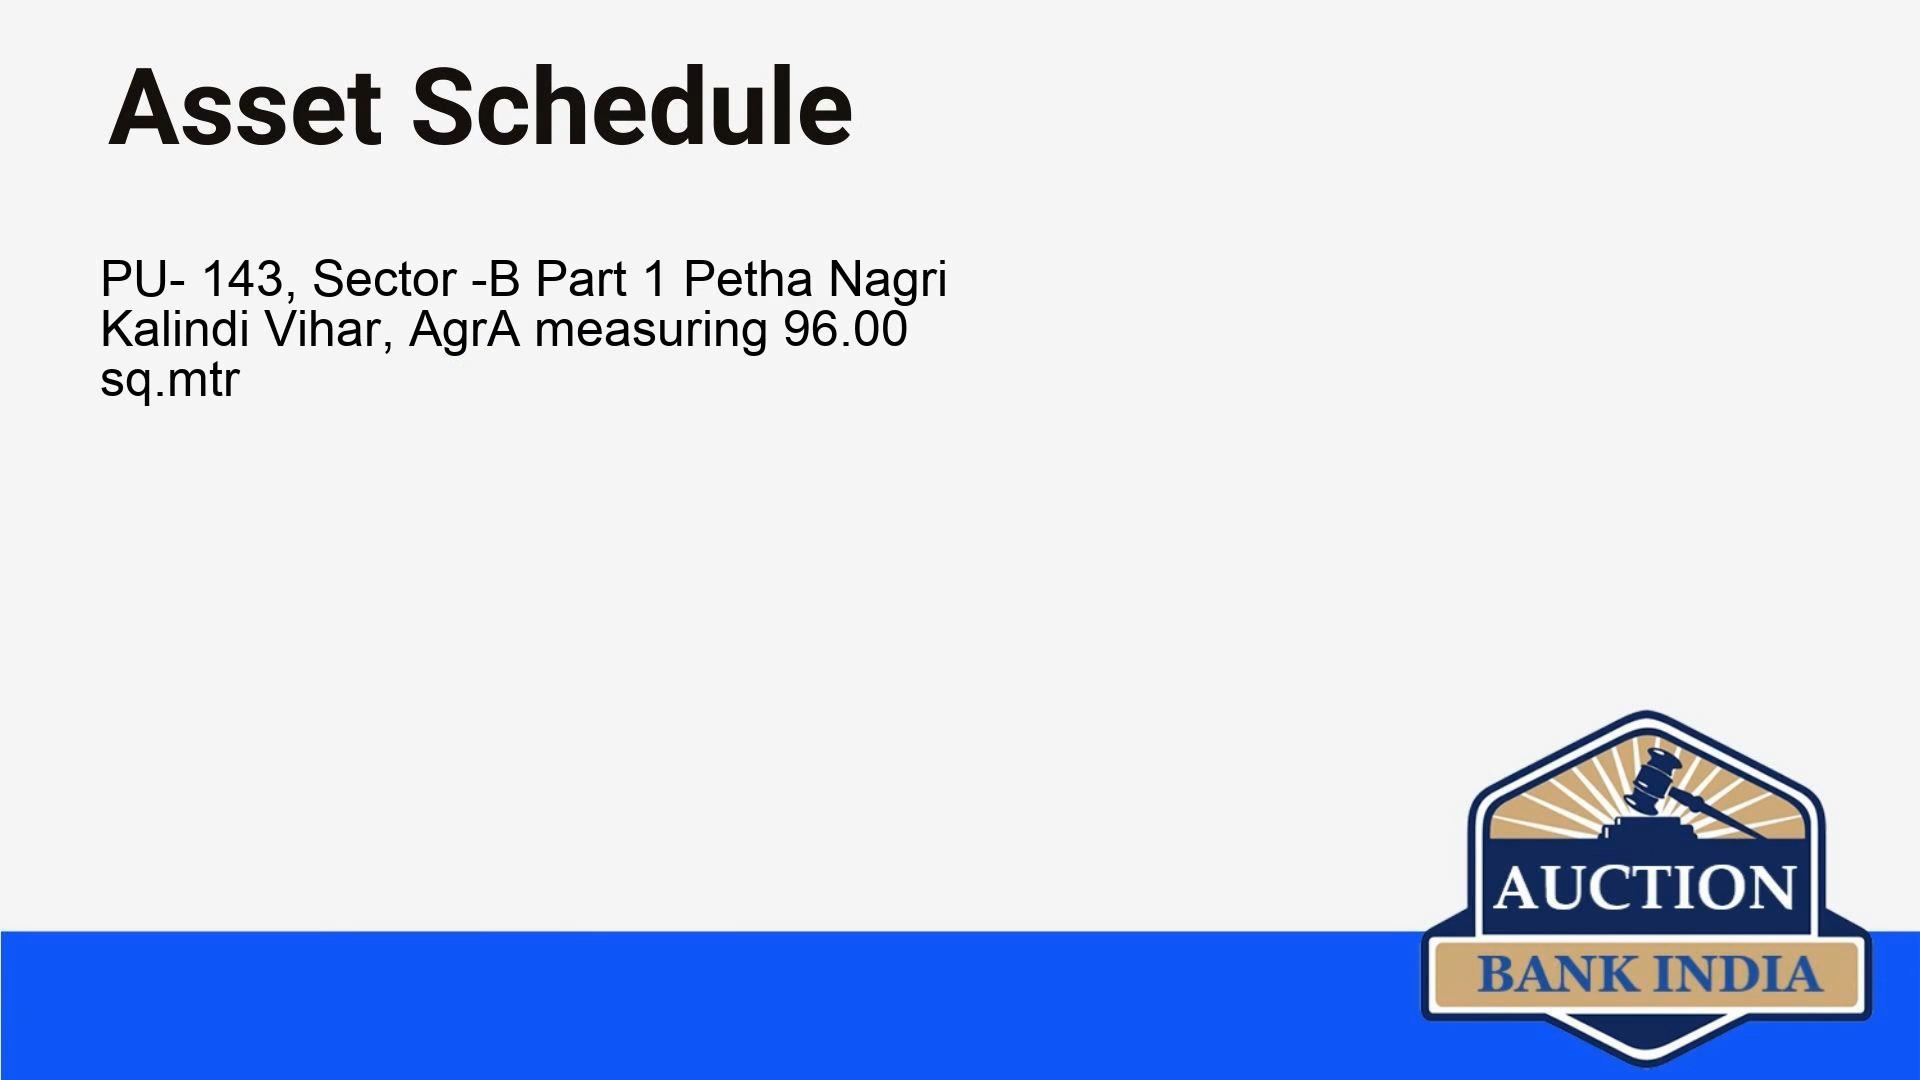 Asset Schedule
PU- 143, Sector -B Part 1 Petha Nagri
Kalindi Vihar, AgrA measuring 96.00
sq.mtr
AUCTION
BANK INDIA